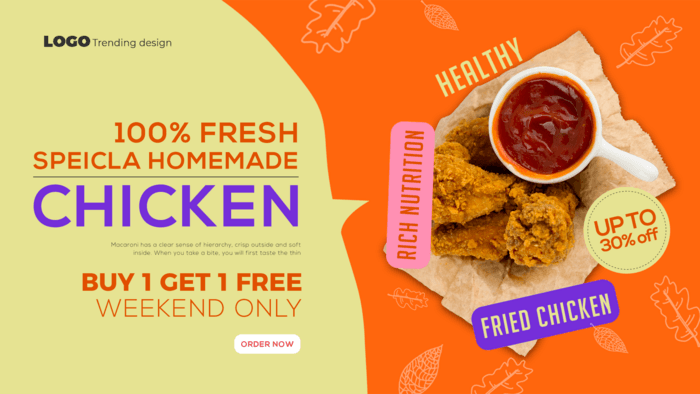 LOGO Trending design
100% FRESH
SPEICLA HOMEMADE
CHICKEN
Macaroni has a clear sense of hierarchy, crisp outside and soft
inside. When you take a bite, you will first taste the thin
BUY 1 GET 1 FREE
WEEKEND ONLY
ORDER NOW
HEALTHY
RICH NUTRITION
UP TO
30% off
FRIED CHICKEN